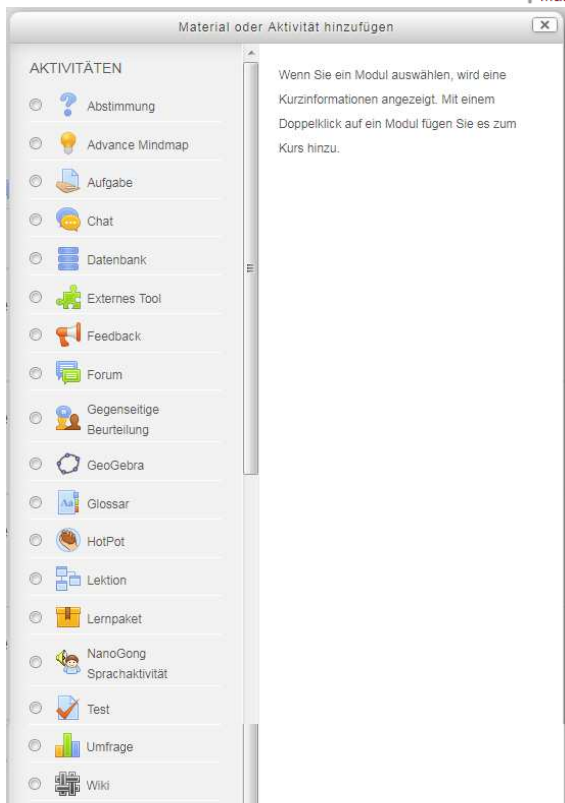 Material oder Aktivität hinzufügen
AKTIVITÄTEN
Abstimmung
Advance Mindmap
Aufgabe
Chat
Datenbank
Externes Tool
Feedback
Forum
Gegenseitige
Beurteilung
GeoGebra
Glossar
HotPot
Lektion
Lernpaket
NanoGong
Sprachaktivität
Test
Umfrage
Wiki
Wenn Sie ein Modul auswählen, wird eine
Kurzinformationen angezeigt. Mit einem
Doppelklick auf ein Modul fügen Sie es zum
Kurs hinzu.